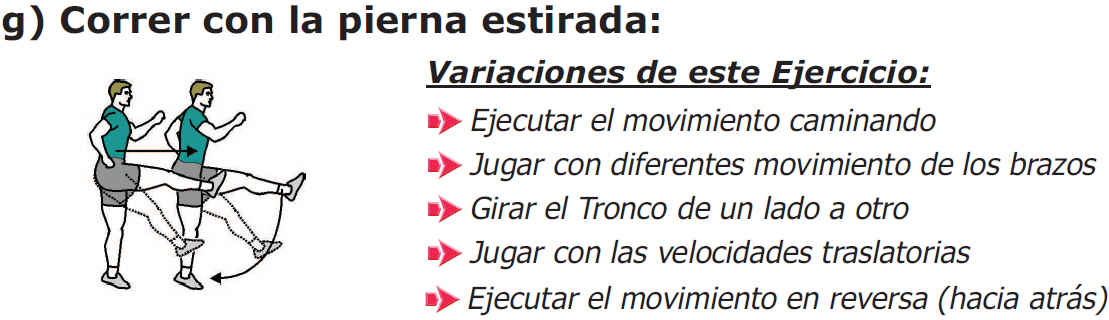 g) Correr con la pierna estirada:
Variaciones de este Ejercicio:
Ejecutar el movimiento caminando
Jugar con diferentes movimiento de los brazos
Girar el Tronco de un lado a otro
Jugar con las velocidades traslatorias
Ejecutar el movimiento en reversa (hacia atrás)